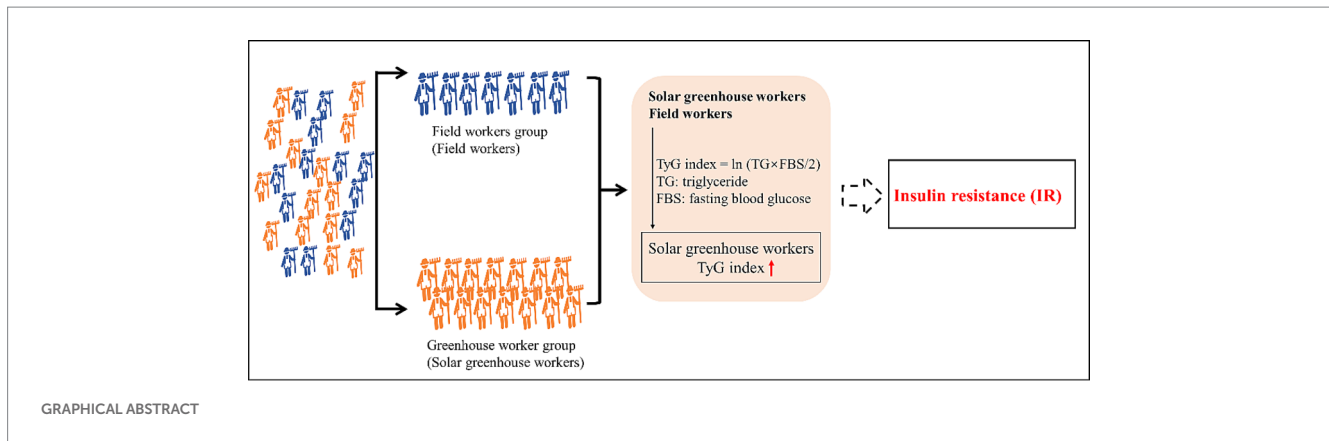 Field workers group
(Field workers)
Greenhouse worker group
(Solar greenhouse workers)
Solar greenhouse workers
Field workers
TyG index = ln (TG×FBS/2)
TG: triglyceride
FBS: fasting blood glucose
Solar greenhouse workers
TyG index
Insulin resistance (IR)
GRAPHICAL ABSTRACT